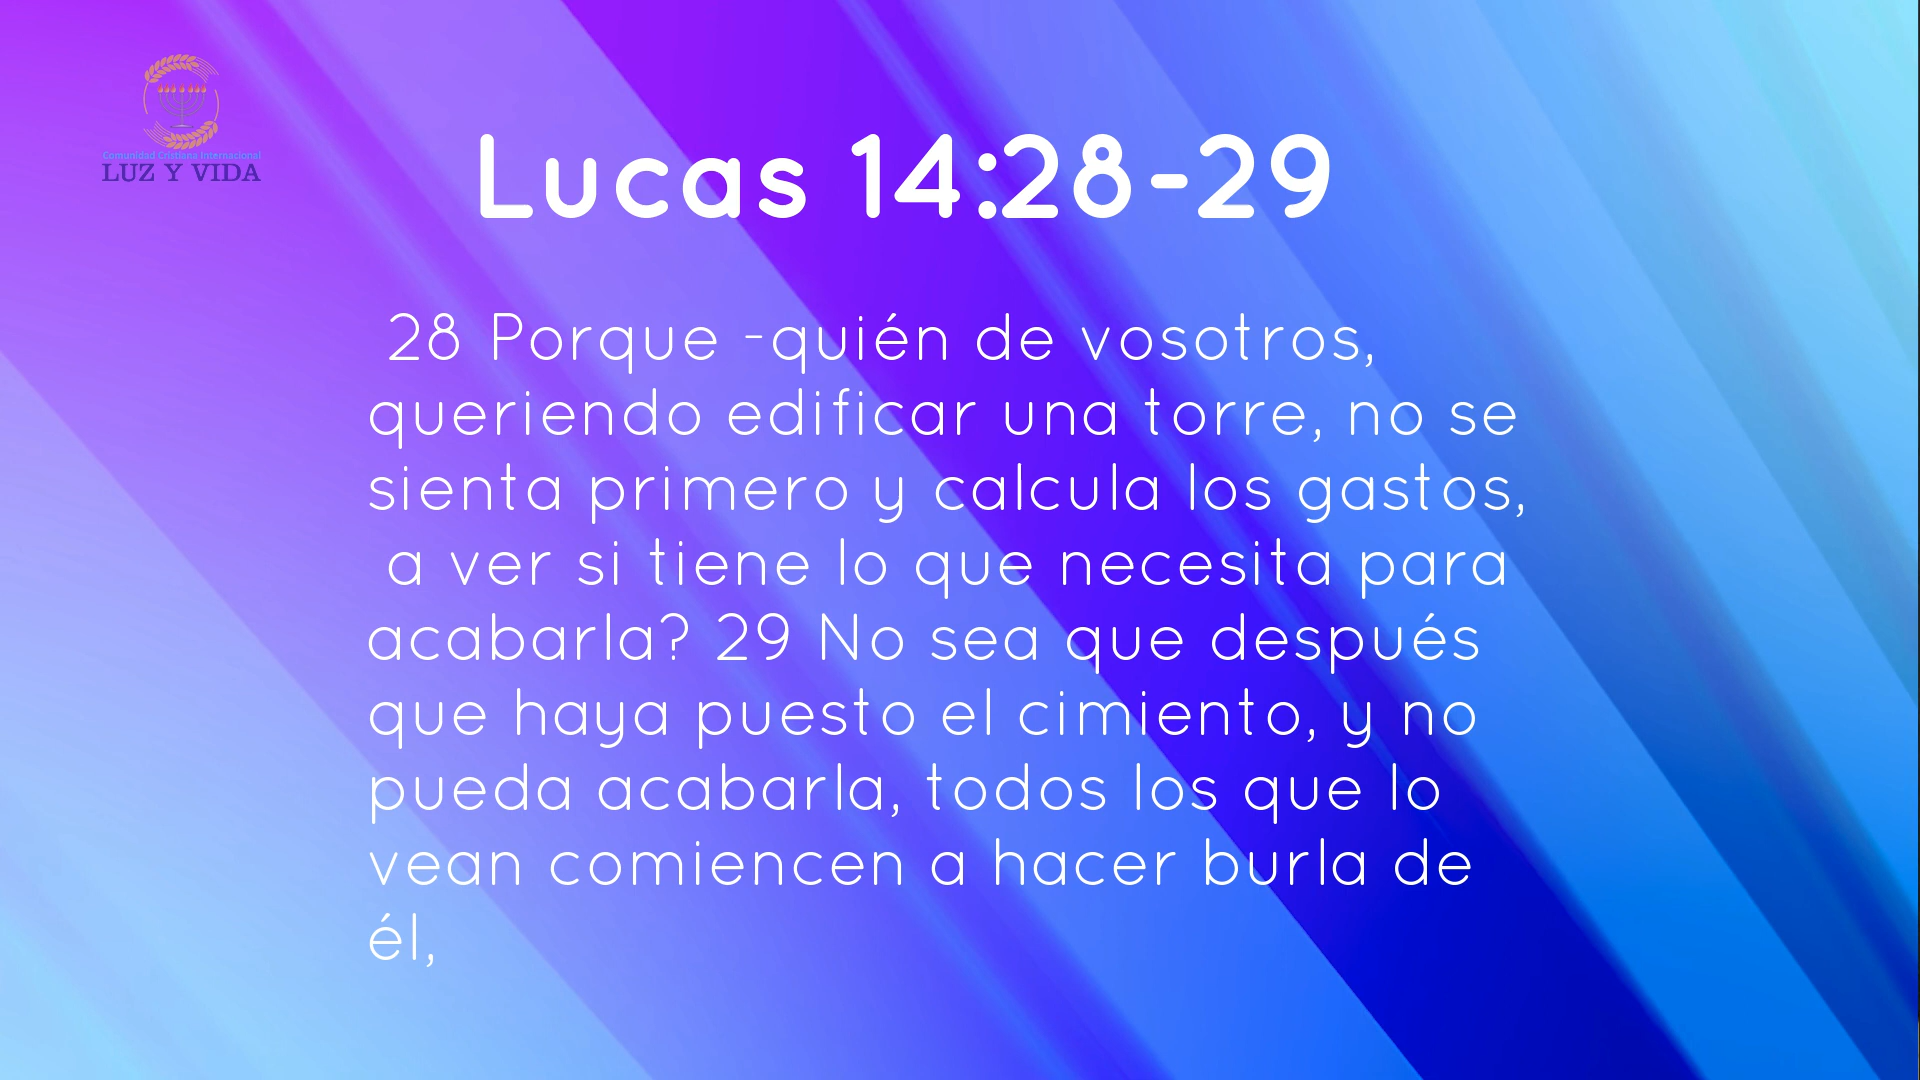 Comunidad Cristiana Internacional
LUZ Y VIDA
Lucas 14:28-29
28 Porque -quién de vosotros,
queriendo edificar una torre, no se
sienta primero y calcula los gastos,
a ver si tiene lo que necesita para
acabarla? 29 No sea que después
que haya puesto el cimiento, y no
pueda acabarla, todos los que lo
vean comiencen a hacer burla de
él,